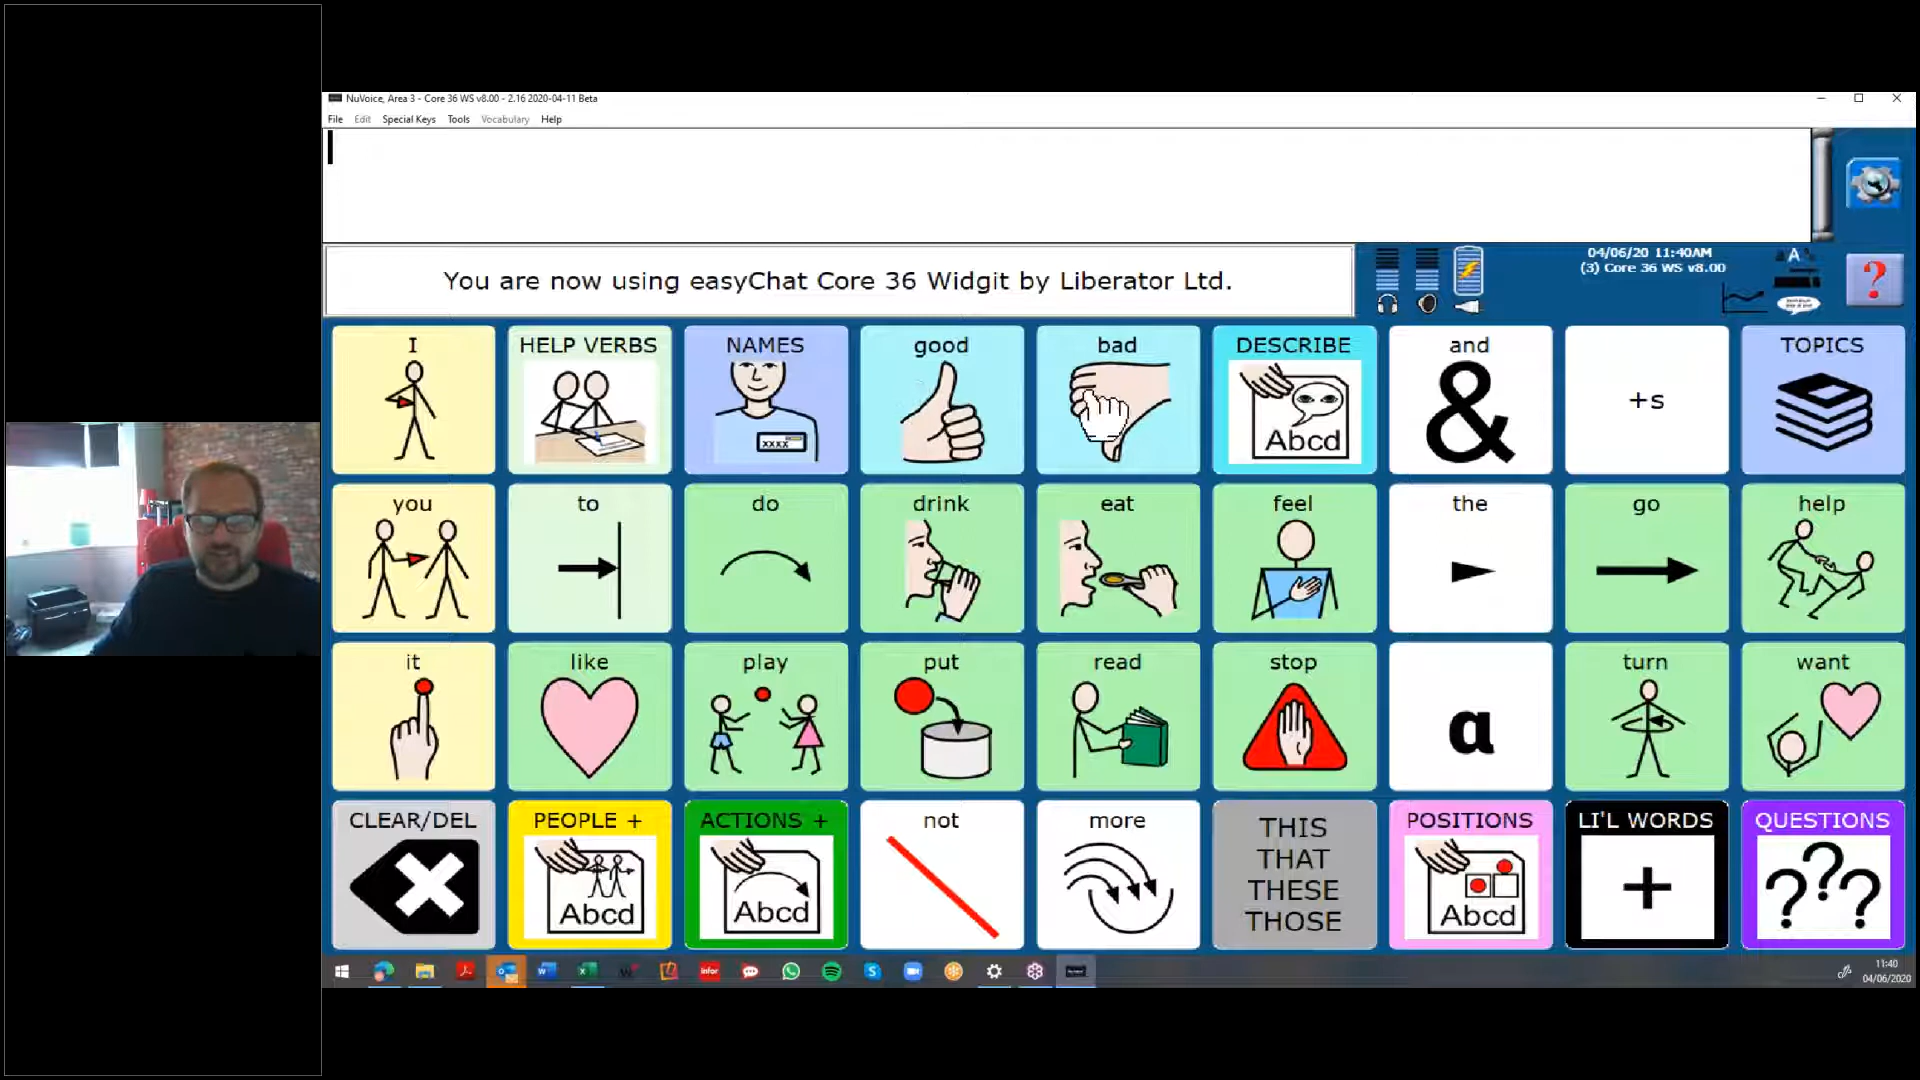 NuVoice, Area 3 - Core 36 WS v8.00 - 2.16 2020-04-11 Beta
File Edit Special Keys Tools Vocabulary Help
04/06/20 11:40AM
(3) Core 36 WS v8.00
You are now using easyChat Core 36 Widgit by Liberator Ltd.
A
?
I
HELP VERBS
NAMES
xxxx
good
bad
DESCRIBE
Abcd
and
&
+s
TOPICS
you
to
do
drink
eat
feel
the
go
help
it
like
play
put
read
stop
a
turn
want
CLEAR/DEL
PEOPLE +
Abcd
ACTIONS +
Abcd
not
more
THIS
THAT
THESE
THOSE
POSITIONS
Abcd
LI'L WORDS
+
QUESTIONS
???
infor
11:40
04/06/2020